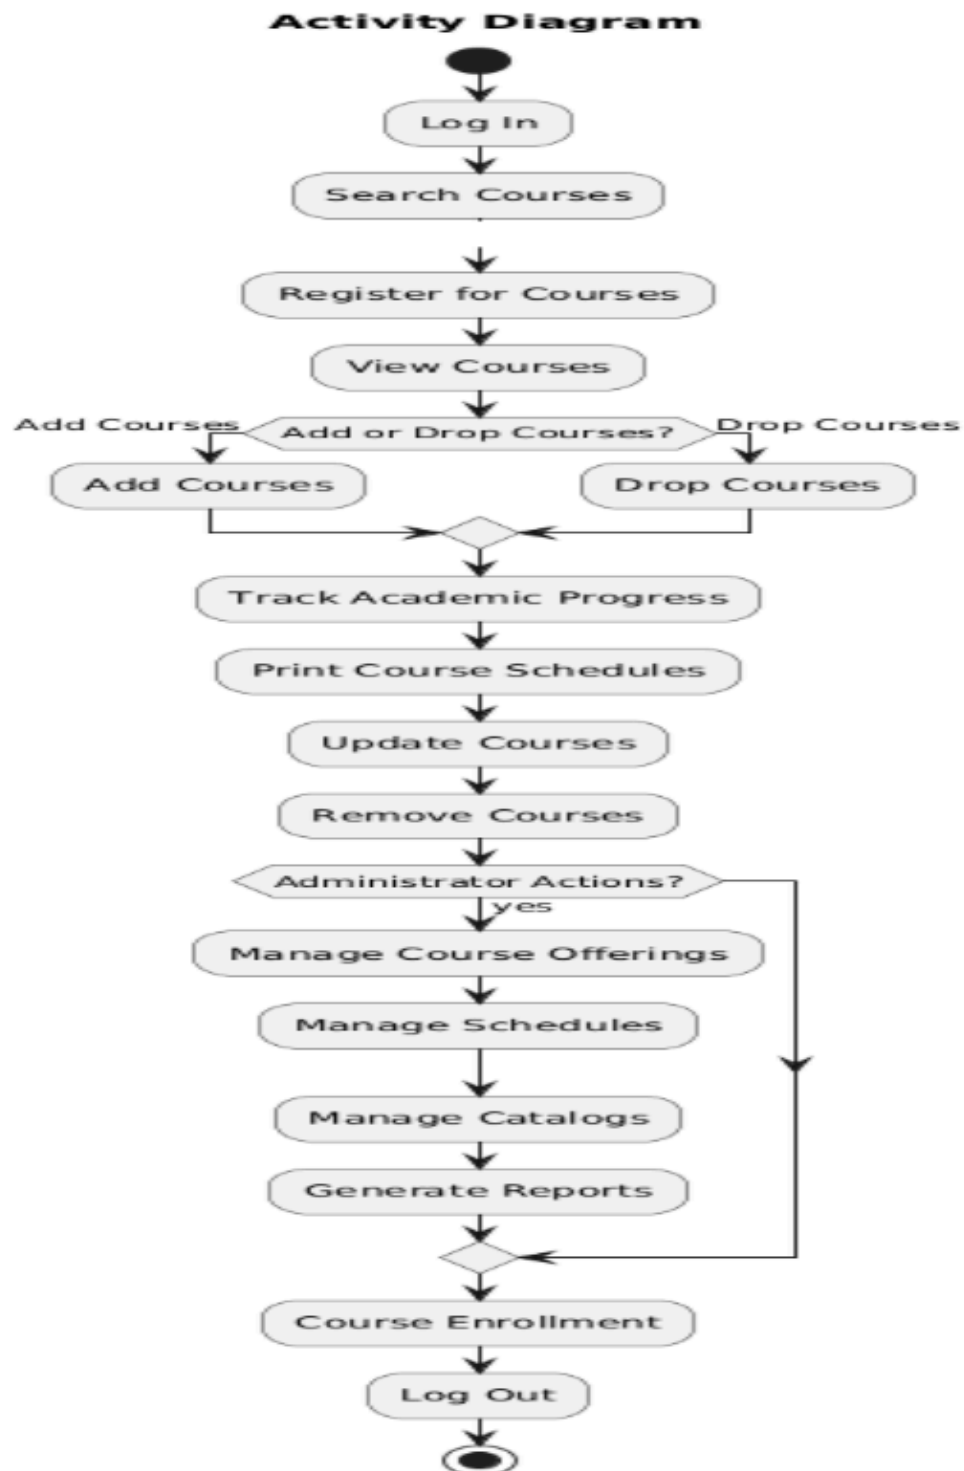 Activity Diagram
Log In
Search Courses
Register for Courses
View Courses
Add Courses
Add or Drop Courses?
Drop Courses
Add Courses
Drop Courses
Track Academic Progress
Print Course Schedules
Update Courses
Remove Courses
Administrator Actions?
yes
Manage Course Offerings
Manage Schedules
Manage Catalogs
Generate Reports
Course Enrollment
Log Out